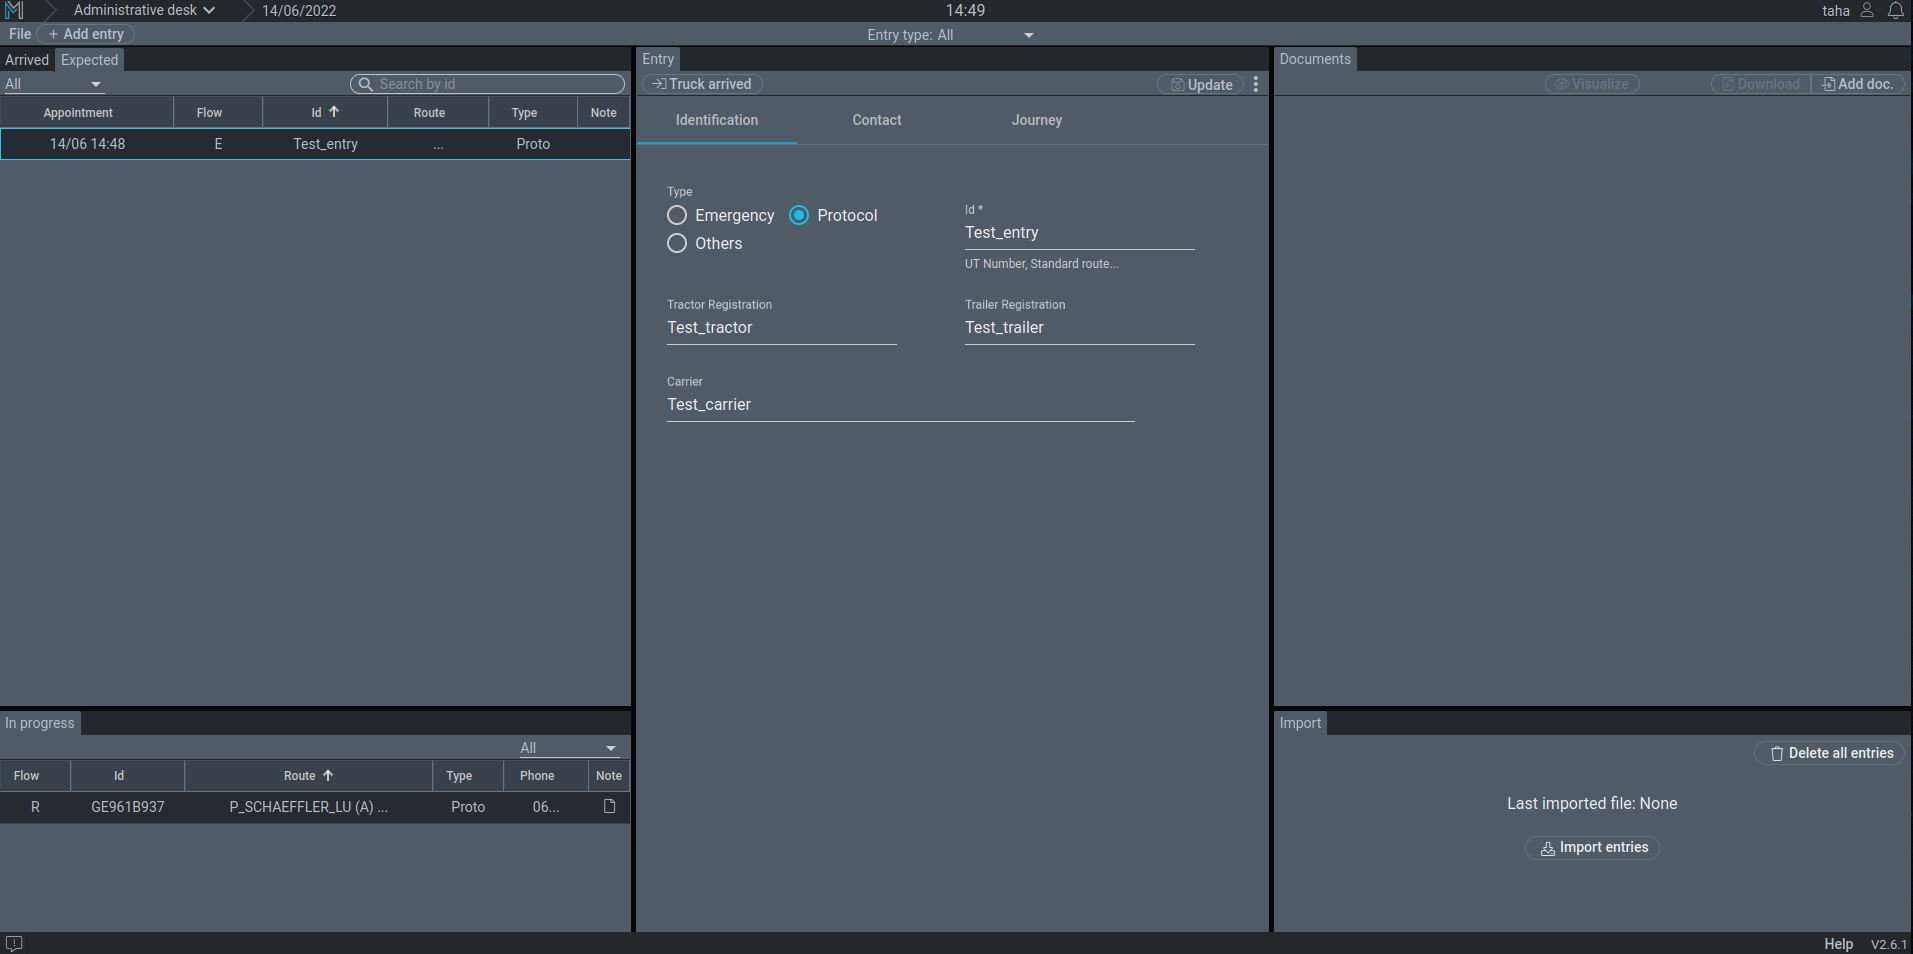 Administrative desk 14/06/2022 14:49 taha
File + Add entry Entry type: All
Arrived Expected
All Search by id
Appointment Flow Id Route Type Note
14/06 14:48 E Test_entry ... Proto
In progress
All
Flow Id Route Type Phone Note
R GE961B937 P_SCHAEFFLER_LU (A) ... Proto 06...
Entry
Truck arrived Update
Identification Contact Journey
Type
Emergency Protocol
Others
Id *
Test_entry
UT Number, Standard route...
Tractor Registration Trailer Registration
Test_tractor Test_trailer
Carrier
Test_carrier
Documents
Visualize Download Add doc.
Import
Delete all entries
Last imported file: None
Import entries
Help V2.6.1